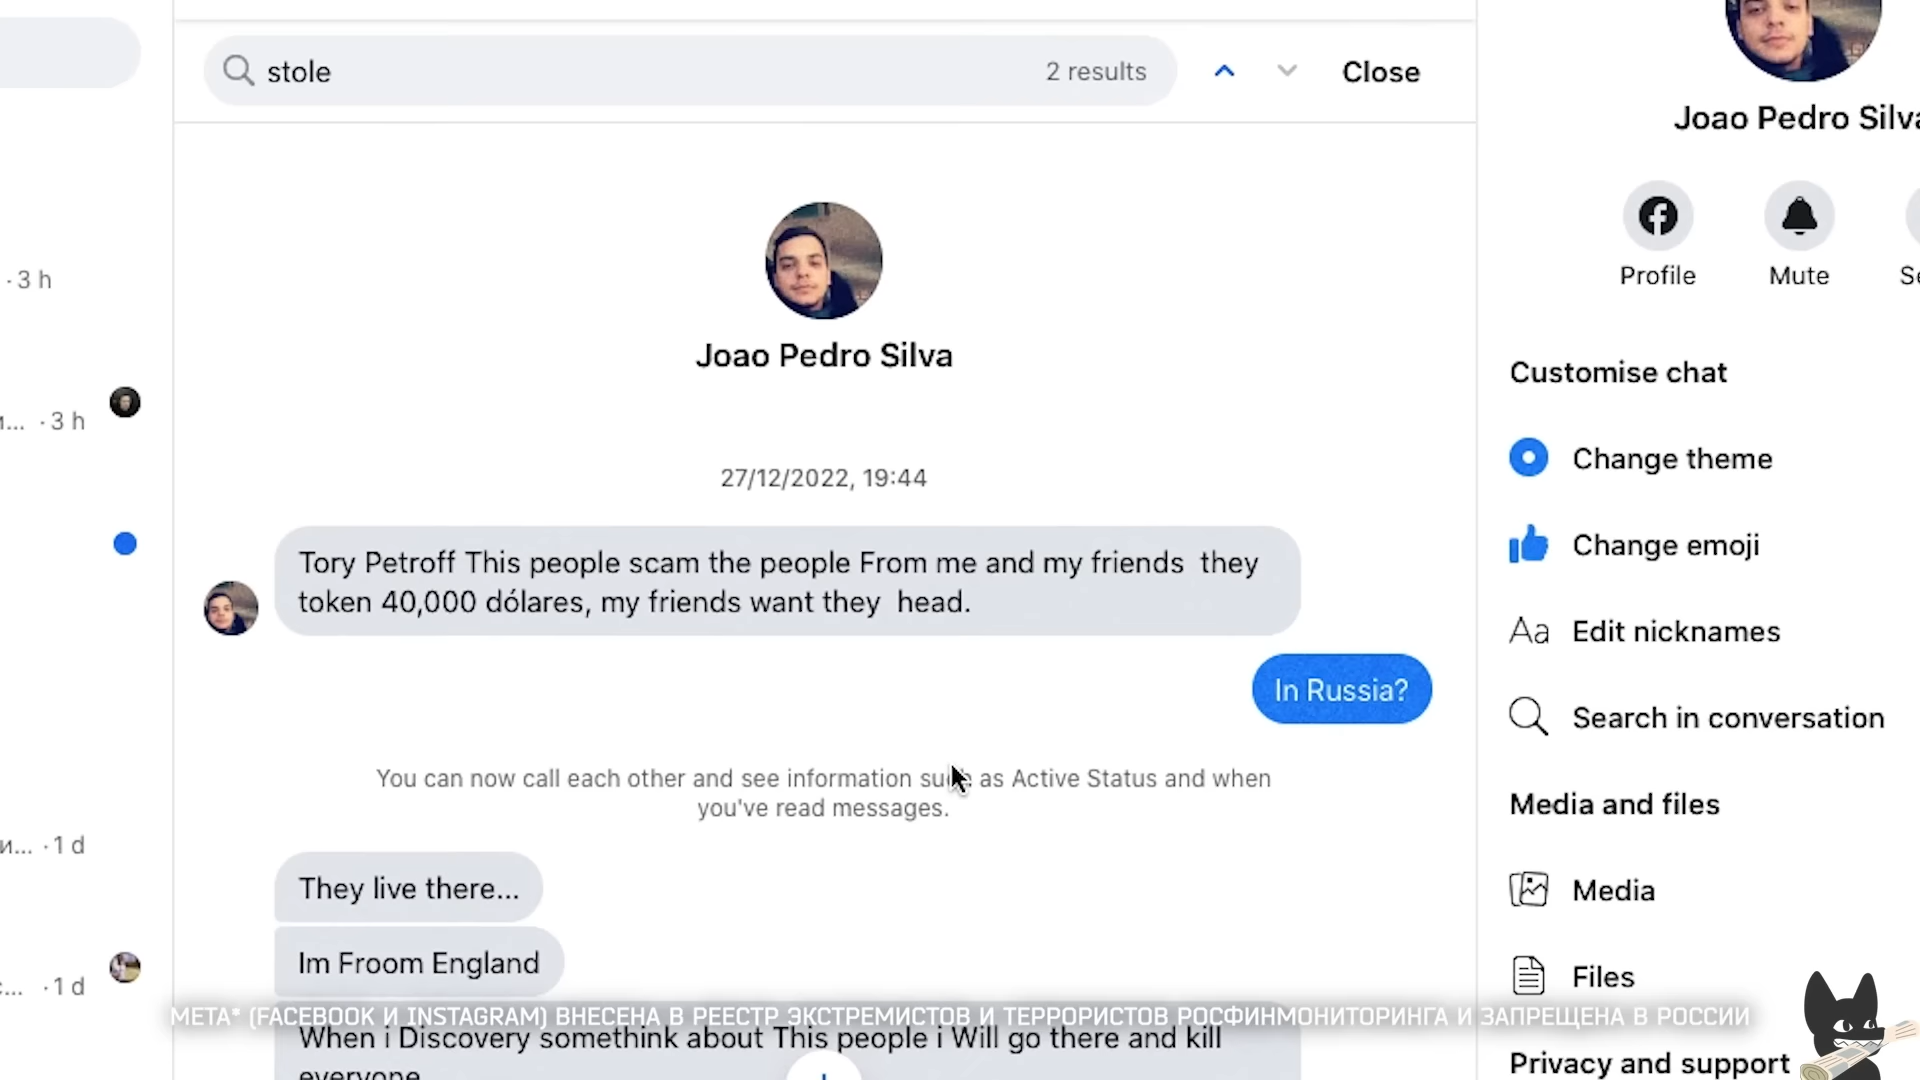 stole
2 results
Close
Joao Pedro Silva
Profile
Mute
· 3 h
Joao Pedro Silva
Customise chat
и... · 3 h
27/12/2022, 19:44
Change theme
Tory Petroff This people scam the people From me and my friends they
token 40,000 dólares, my friends want they head.
Change emoji
Edit nicknames
In Russia?
Search in conversation
You can now call each other and see information such as Active Status and when
you've read messages.
Media and files
и... · 1 d
They live there...
Media
Im Froom England
с... · 1 d
Files
МЕТА* (FACEBOOK И INSTAGRAM) ВНЕСЕНА В РЕЕСТР ЭКСТРЕМИСТОВ И ТЕРРОРИСТОВ РОСФИНМОНИТОРИНГА И ЗАПРЕЩЕНА В РОССИИ
When i Discovery somethink about This people i Will go there and kill
everyone
Privacy and support